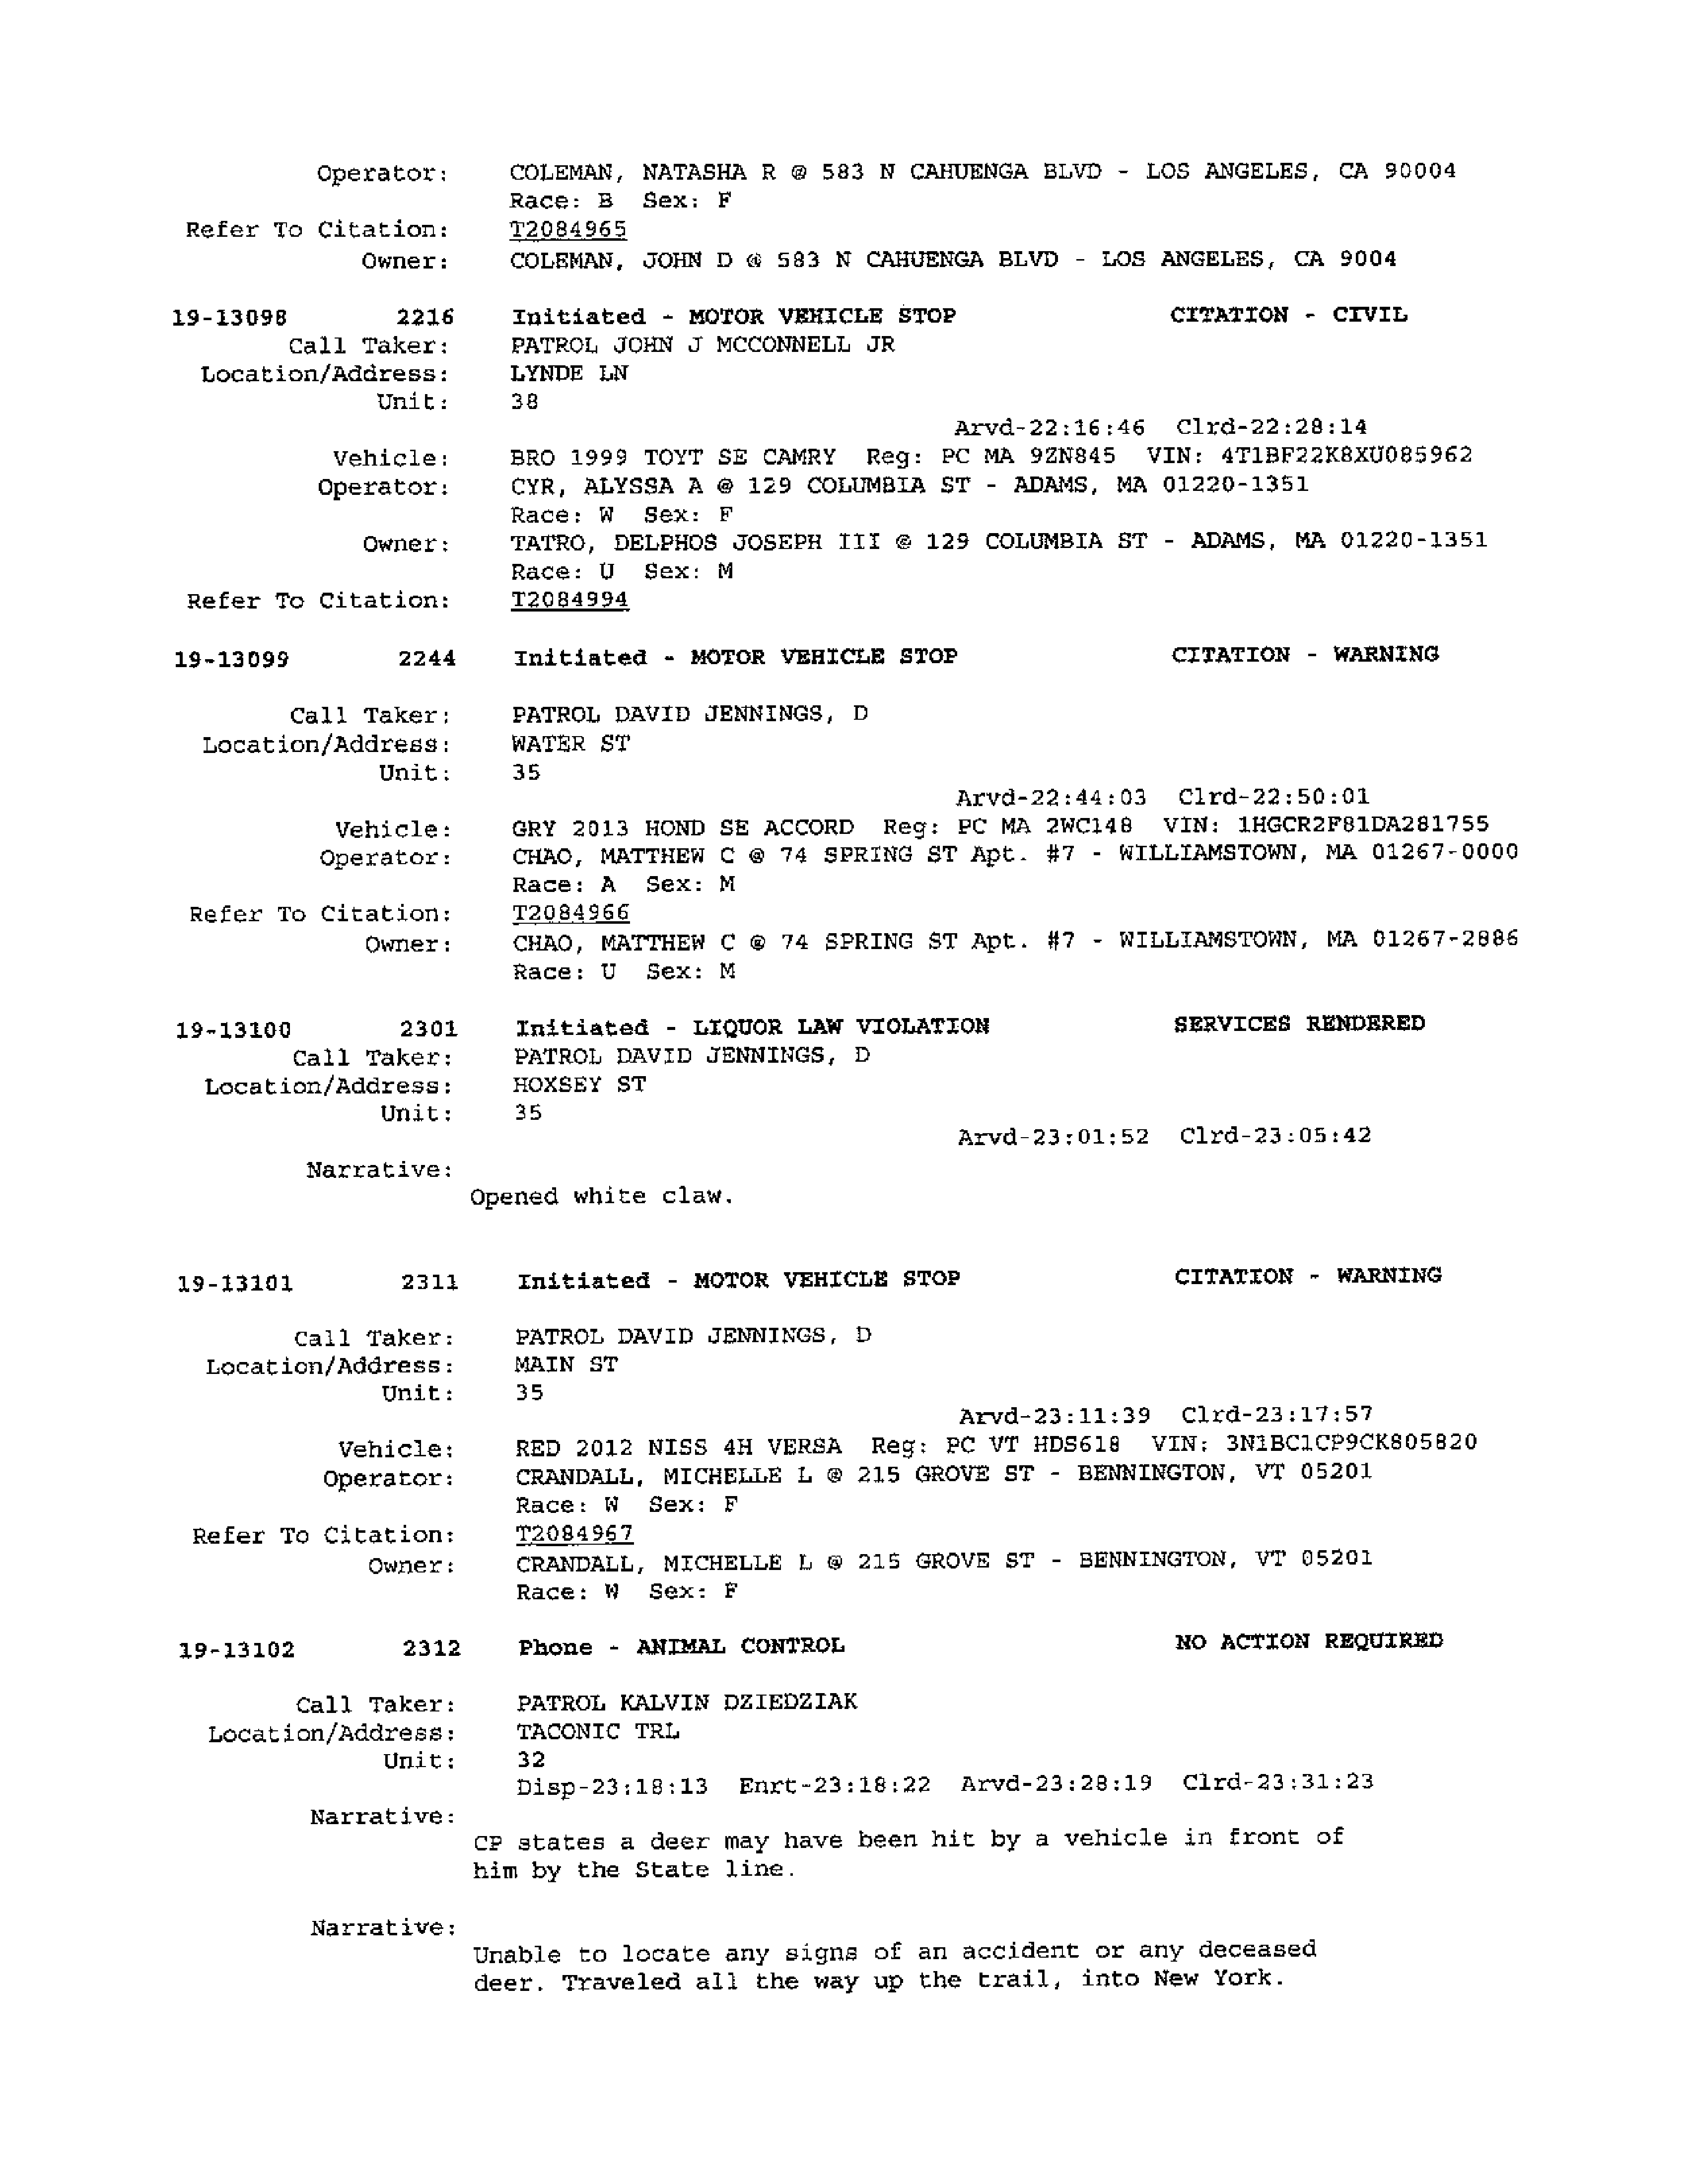 Operator: COLEMAN, NATASHA R @ 583 N CAHUENGA BLVD - LOS ANGELES, CA 90004
Race: B Sex: F
Refer To Citation: T2084965
Owner: COLEMAN, JOHN D @ 583 N CAHUENGA BLVD - LOS ANGELES, CA 9004
19-13098 2216 Initiated - MOTOR VEHICLE STOP CITATION - CIVIL
Call Taker: PATROL JOHN J MCCONNELL JR
Location/Address: LYNDE LN
Unit: 38
Arvd-22:16:46 Clrd-22:28:14
Vehicle: BRO 1999 TOYT SE CAMRY Reg: PC MA 9ZN845 VIN: 4T1BF22K8XU085962
Operator: CYR, ALYSSA A @ 129 COLUMBIA ST - ADAMS, MA 01220-1351
Race: W Sex: F
Owner: TATRO, DELPHOS JOSEPH III @ 129 COLUMBIA ST - ADAMS, MA 01220-1351
Race: U Sex: M
Refer To Citation: T2084994
19-13099 2244 Initiated - MOTOR VEHICLE STOP CITATION - WARNING
Call Taker: PATROL DAVID JENNINGS, D
Location/Address: WATER ST
Unit: 35
Arvd-22:44:03 Clrd-22:50:01
Vehicle: GRY 2013 HOND SE ACCORD Reg: PC MA 2WC148 VIN: 1HGCR2F81DA281755
Operator: CHAO, MATTHEW C @ 74 SPRING ST Apt. #7 - WILLIAMSTOWN, MA 01267-0000
Race: A Sex: M
Refer To Citation: T2084966
Owner: CHAO, MATTHEW C @ 74 SPRING ST Apt. #7 - WILLIAMSTOWN, MA 01267-2886
Race: U Sex: M
19-13100 2301 Initiated - LIQUOR LAW VIOLATION SERVICES RENDERED
Call Taker: PATROL DAVID JENNINGS, D
Location/Address: HOXSEY ST
Unit: 35
Arvd-23:01:52 Clrd-23:05:42
Narrative:
Opened white claw.
19-13101 2311 Initiated - MOTOR VEHICLE STOP CITATION - WARNING
Call Taker: PATROL DAVID JENNINGS, D
Location/Address: MAIN ST
Unit: 35
Arvd-23:11:39 Clrd-23:17:57
Vehicle: RED 2012 NISS 4H VERSA Reg: PC VT HDS618 VIN: 3N1BC1CP9CK805820
Operator: CRANDALL, MICHELLE L @ 215 GROVE ST - BENNINGTON, VT 05201
Race: W Sex: F
Refer To Citation: T2084967
Owner: CRANDALL, MICHELLE L @ 215 GROVE ST - BENNINGTON, VT 05201
Race: W Sex: F
19-13102 2312 Phone - ANIMAL CONTROL NO ACTION REQUIRED
Call Taker: PATROL KALVIN DZIEDZIAK
Location/Address: TACONIC TRL
Unit: 32
Disp-23:18:13 Enrt-23:18:22 Arvd-23:28:19 Clrd-23:31:23
Narrative:
CP states a deer may have been hit by a vehicle in front of
him by the State line.
Narrative:
Unable to locate any signs of an accident or any deceased
deer. Traveled all the way up the trail, into New York.